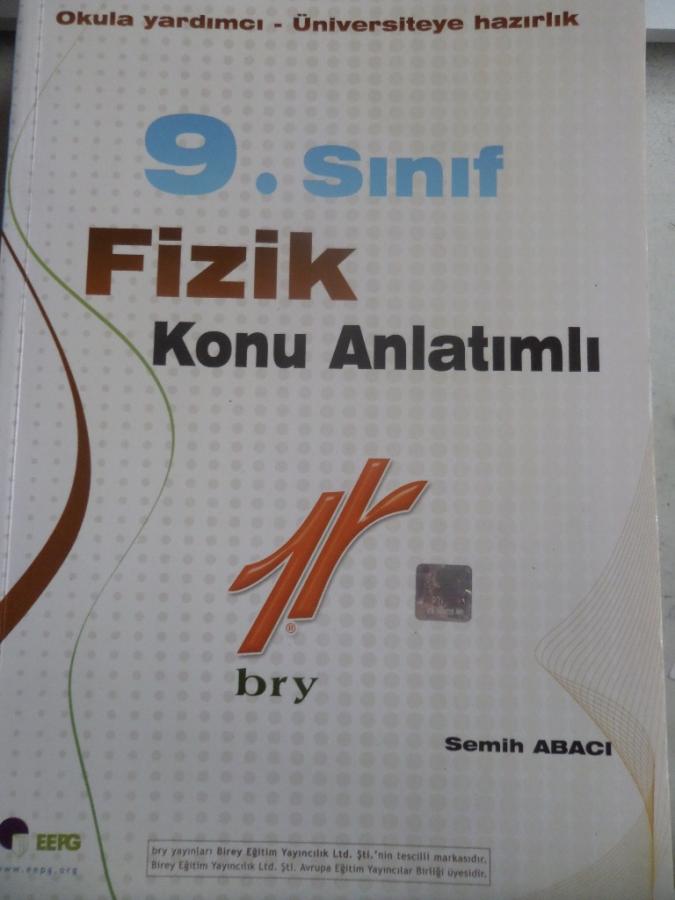 Okula yardımcı - Üniversiteye hazırlık
9. Sınıf
Fizik
Konu Anlatımlı
®
bry
Semih ABACI
EEPG
www.eepg.org
bry yayınları Birey Eğitim Yayıncılık Ltd. Şti.'nin tescilli markasıdır.
Birey Eğitim Yayıncılık Ltd. Şti. Avrupa Eğitim Yayıncılar Birliği üyesidir.